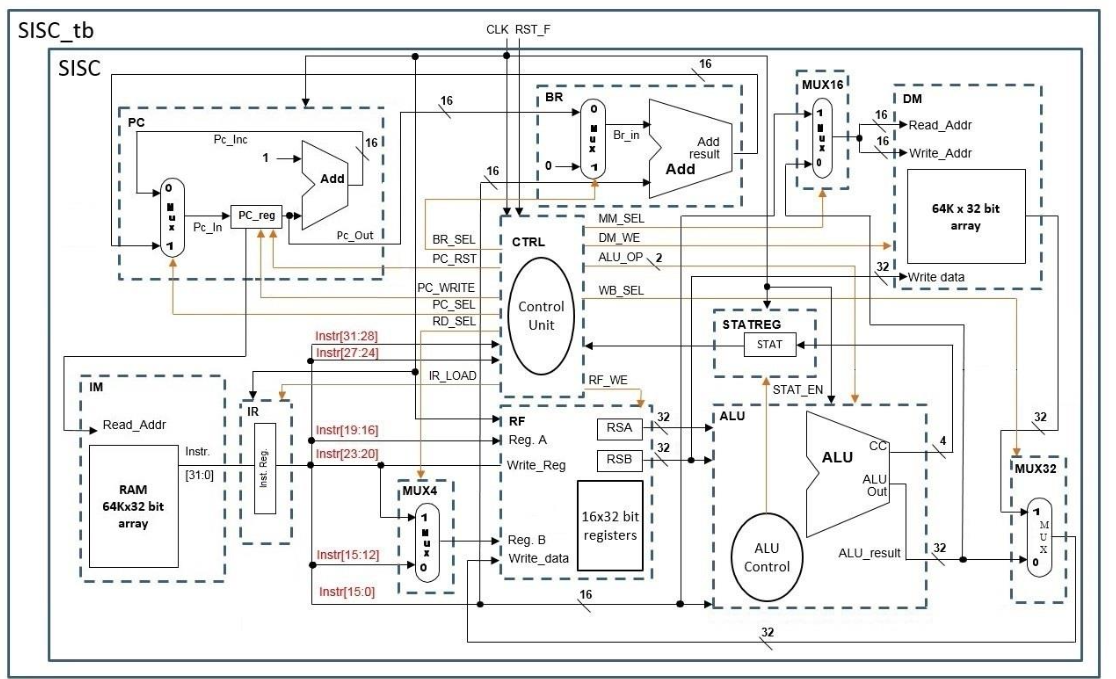 SISC_tb
CLK RST_F
SISC
16
PC
Pc_Inc
16
1
Add
0
Mux
1
Pc_In
PC_reg
Pc_Out
16
BR
0
Mux
1
0
Br_in
Add
Add
result
16
MUX16
1
Mux
0
DM
16
Read_Addr
16
Write_Addr
64K x 32 bit
array
32
Write data
CTRL
Control
Unit
BR_SEL
PC_RST
PC_WRITE
PC_SEL
RD_SEL
MM_SEL
DM_WE
ALU_OP
2
WB_SEL
Instr[31:28]
Instr[27:24]
IR_LOAD
RF_WE
STATREG
STAT
STAT_EN
IM
Read_Addr
Instr.
[31:0]
RAM
64Kx32 bit
array
IR
Inst. Reg.
Instr[19:16]
Instr[23:20]
Instr[15:12]
Instr[15:0]
16
MUX4
1
Mux
0
RF
Reg. A
Write_Reg
Reg. B
Write_data
RSA
32
RSB
32
16x32 bit
registers
ALU
ALU
CC
4
ALU
Out
ALU_result
32
ALU
Control
32
MUX32
1
MUX
0
32